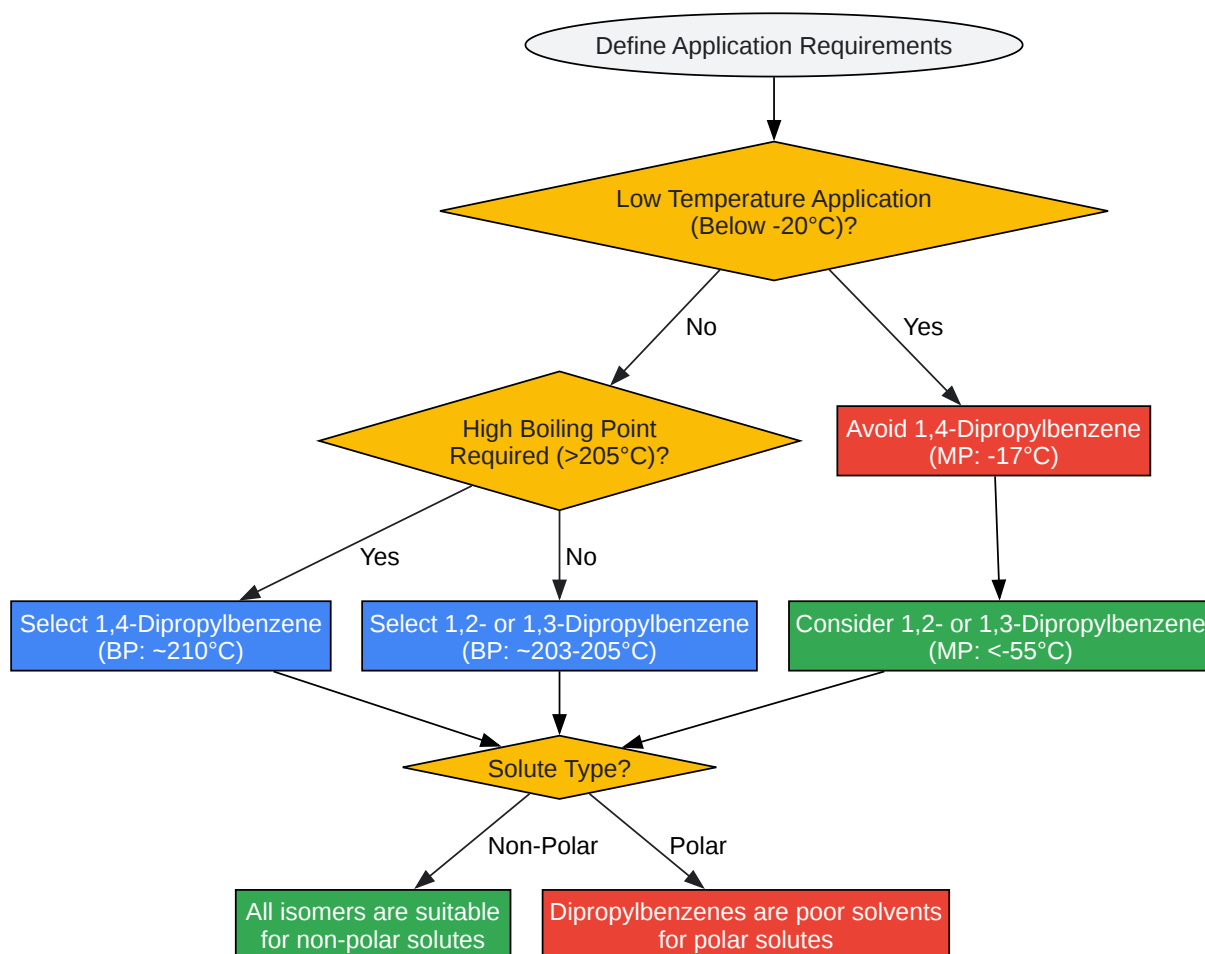 Define Application Requirements
Low Temperature Application
(Below -20°C)?
No
Yes
High Boiling Point
Required (>205°C)?
Avoid 1,4-Dipropylbenzene
(MP: -17°C)
Yes
No
Select 1,4-Dipropylbenzene
(BP: ~210°C)
Select 1,2- or 1,3-Dipropylbenzene
(BP: ~203-205°C)
Consider 1,2- or 1,3-Dipropylbenzene
(MP: <-55°C)
Solute Type?
Non-Polar
Polar
All isomers are suitable
for non-polar solutes
Dipropylbenzenes are poor solvents
for polar solutes